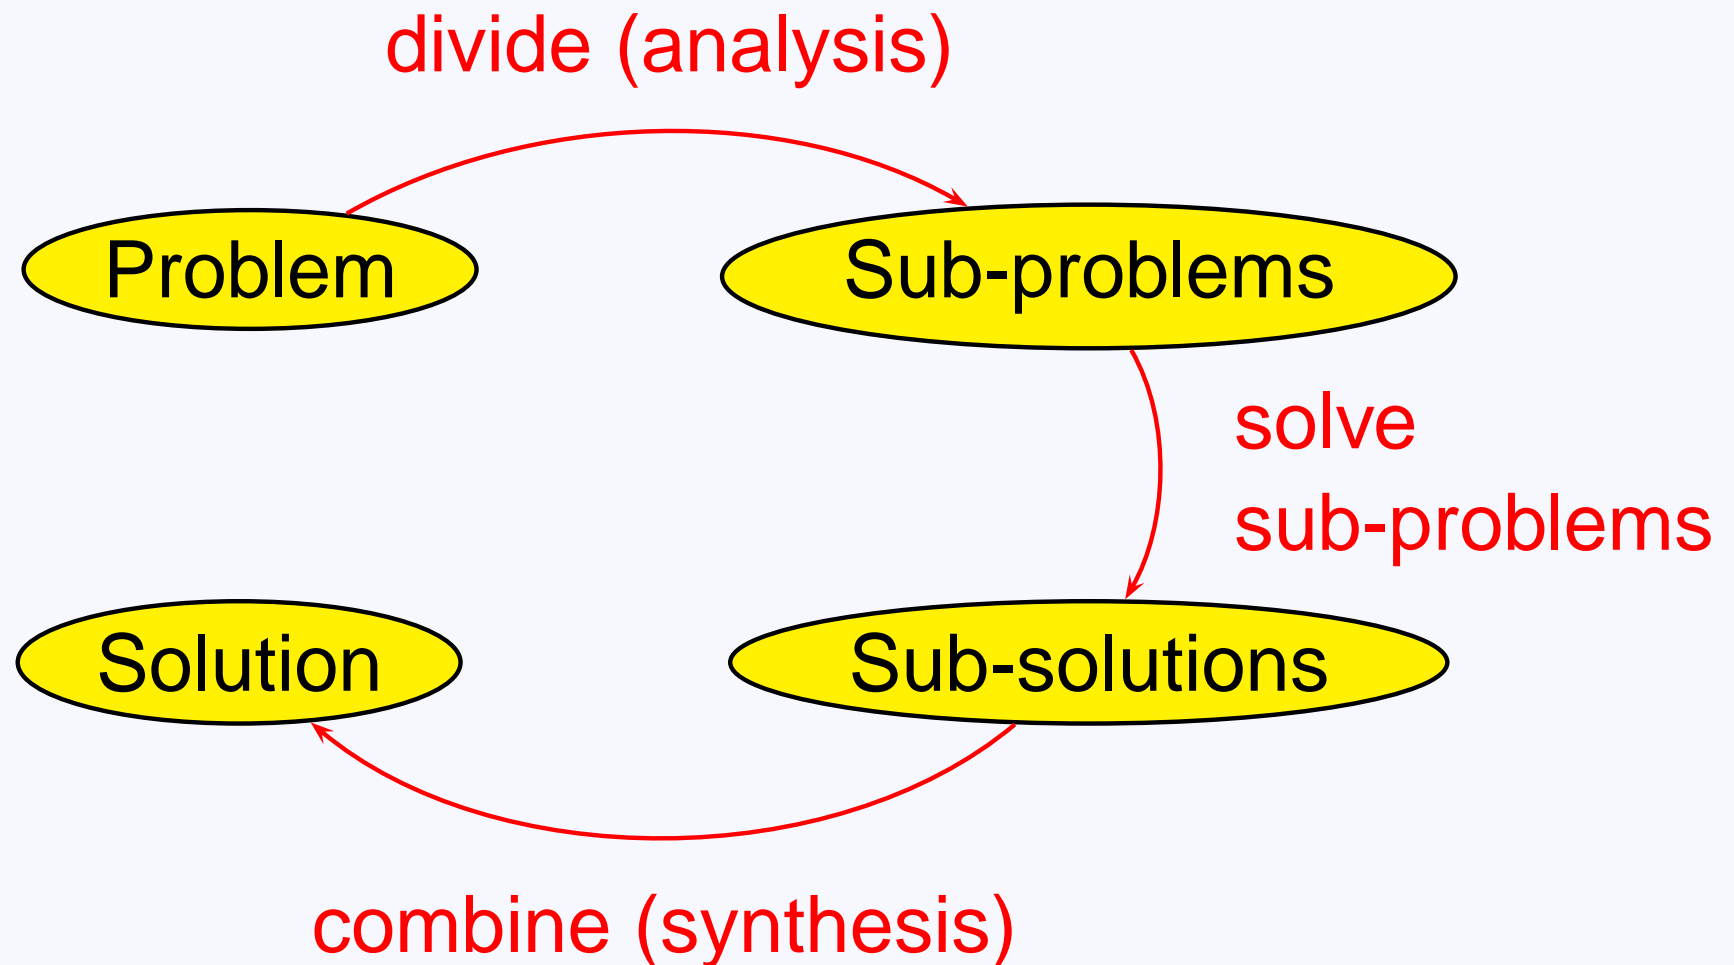 divide (analysis)
Problem
Sub-problems
solve
sub-problems
Solution
Sub-solutions
combine (synthesis)